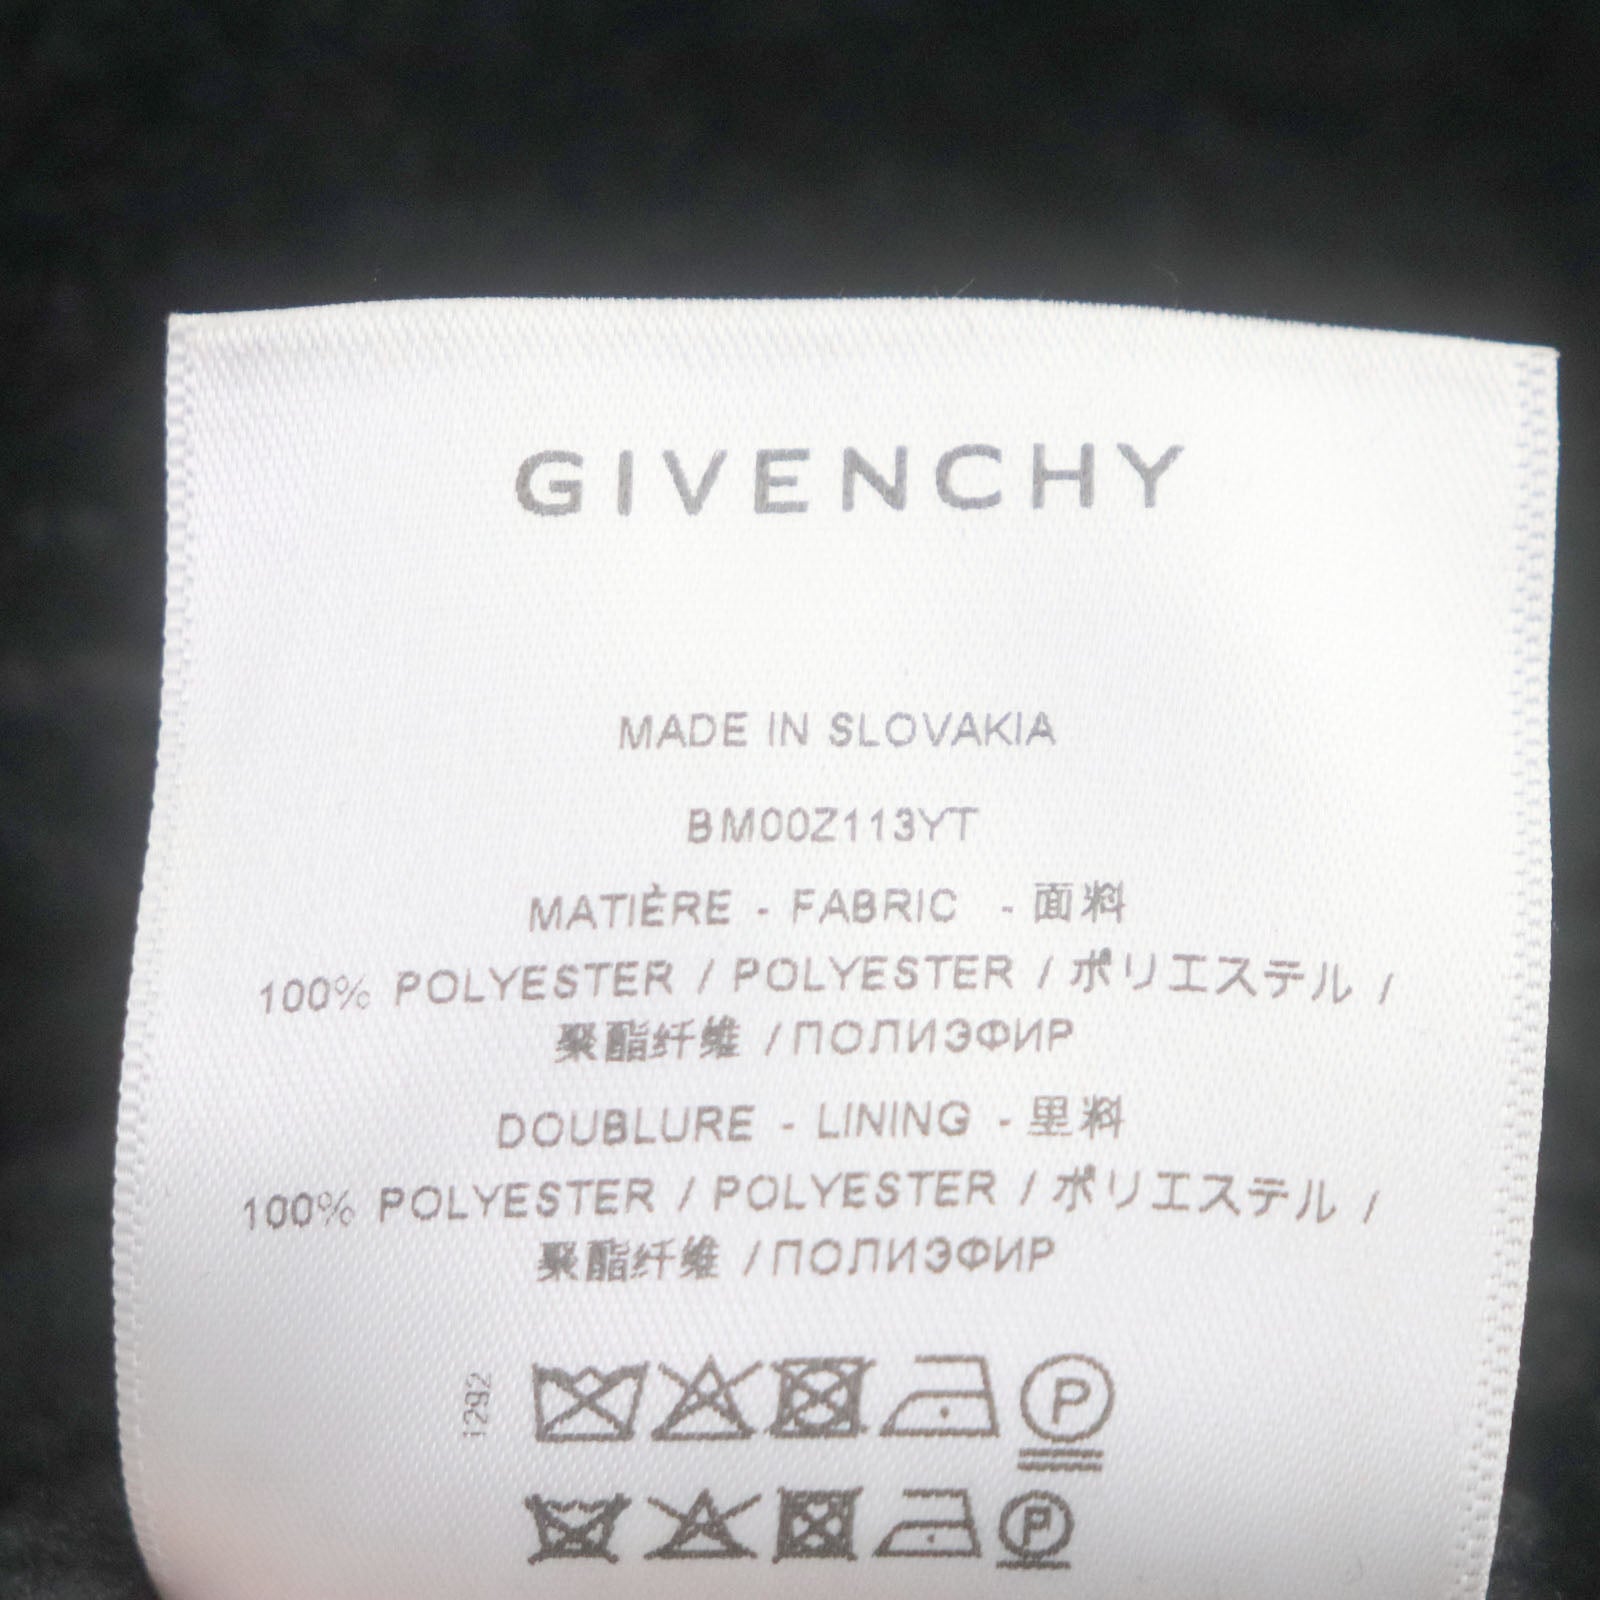 GIVENCHY
MADE IN SLOVAKIA
BM00Z113YT
MATIÈRE - FABRIC - 面料
100% POLYESTER / POLYESTER / ポリエステル /
聚酯纤维 / ПОЛИЭФИР
DOUBLURE - LINING - 里料
100% POLYESTER / POLYESTER / ポリエステル /
聚酯纤维 / ПОЛИЭФИР
1292
P
P